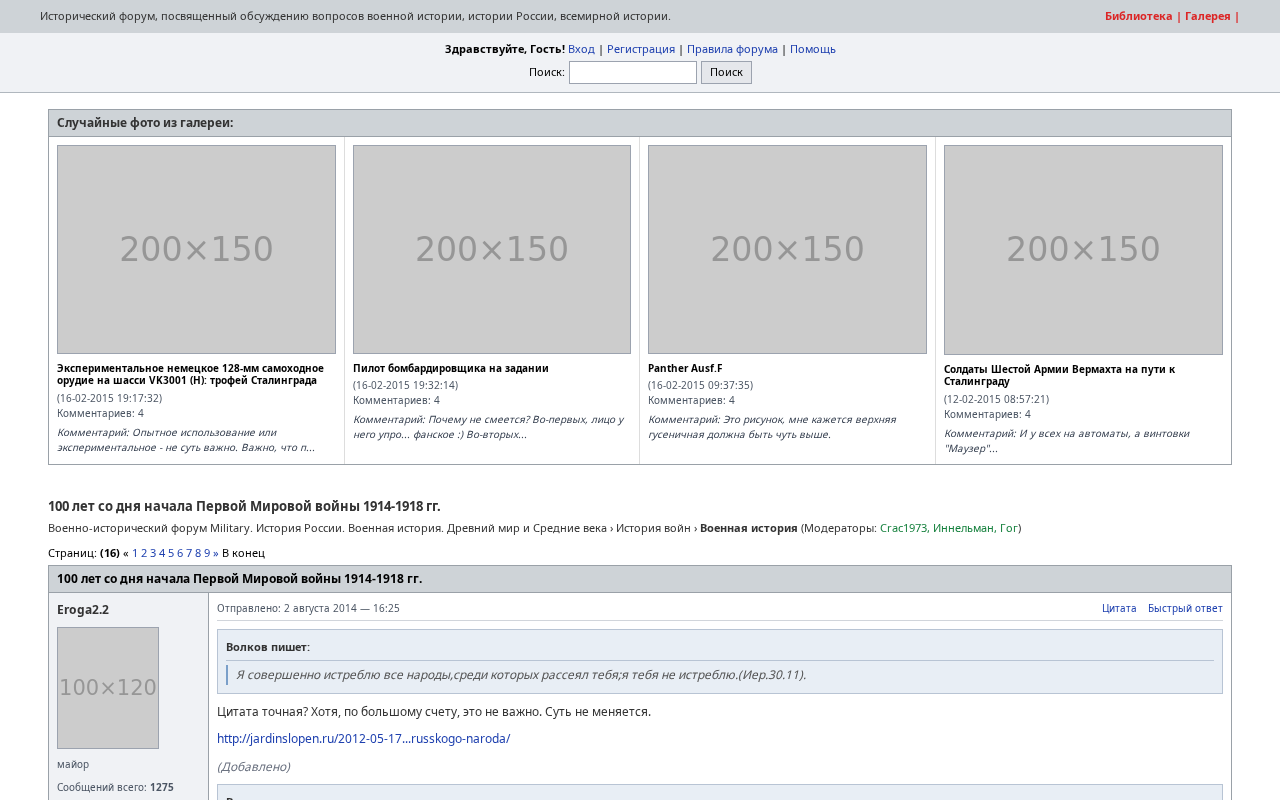 Исторический форум, посвященный обсуждению вопросов военной истории, истории России, всемирной истории.
Библиотека | Галерея |
Здравствуйте, Гость! Вход | Регистрация | Правила форума | Помощь
Поиск: Поиск
Случайные фото из галереи:
200×150
200×150
200×150
200×150
Экспериментальное немецкое 128-мм самоходное
орудие на шасси VK3001 (H): трофей Сталинграда
(16-02-2015 19:17:32)
Комментариев: 4
Комментарий: Опытное использование или
экспериментальное - не суть важно. Важно, что п...
Пилот бомбардировщика на задании
(16-02-2015 19:32:14)
Комментариев: 4
Комментарий: Почему не смеется? Во-первых, лицо у
него упро... фанское :) Во-вторых...
Panther Ausf.F
(16-02-2015 09:37:35)
Комментариев: 4
Комментарий: Это рисунок, мне кажется верхняя
гусеничная должна быть чуть выше.
Солдаты Шестой Армии Вермахта на пути к
Сталинграду
(12-02-2015 08:57:21)
Комментариев: 4
Комментарий: И у всех на автоматы, а винтовки
"Маузер"...
100 лет со дня начала Первой Мировой войны 1914-1918 гг.
Военно-исторический форум Military. История России. Военная история. Древний мир и Средние века › История войн › Военная история (Модераторы: Сгас1973, Иннельман, Гог)
Страниц: (16) « 1 2 3 4 5 6 7 8 9 » В конец
100 лет со дня начала Первой Мировой войны 1914-1918 гг.
Eroga2.2
100×120
майор
Сообщений всего: 1275
Отправлено: 2 августа 2014 — 16:25
Цитата Быстрый ответ
Волков пишет:
Я совершенно истреблю все народы,среди которых рассеял тебя;я тебя не истреблю.(Иер.30.11).
Цитата точная? Хотя, по большому счету, это не важно. Суть не меняется.
http://jardinslopen.ru/2012-05-17...russkogo-naroda/
(Добавлено)